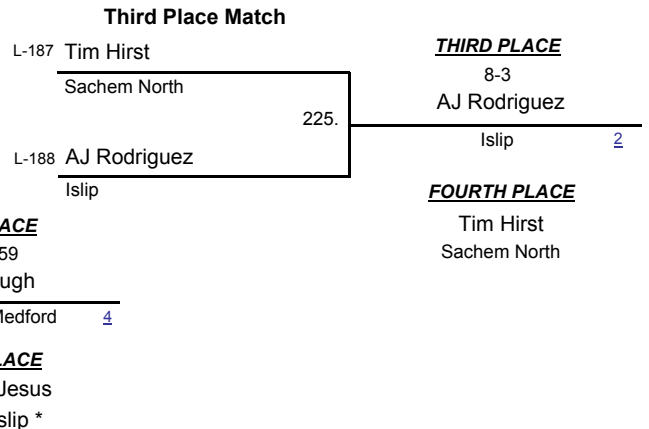 Third Place Match
L-187 Tim Hirst
Sachem North
225.
L-188 AJ Rodriguez
Islip
THIRD PLACE
8-3
AJ Rodriguez
Islip 2
FOURTH PLACE
Tim Hirst
Sachem North
ACE
59
ugh
Medford 4
LACE
Jesus
slip *